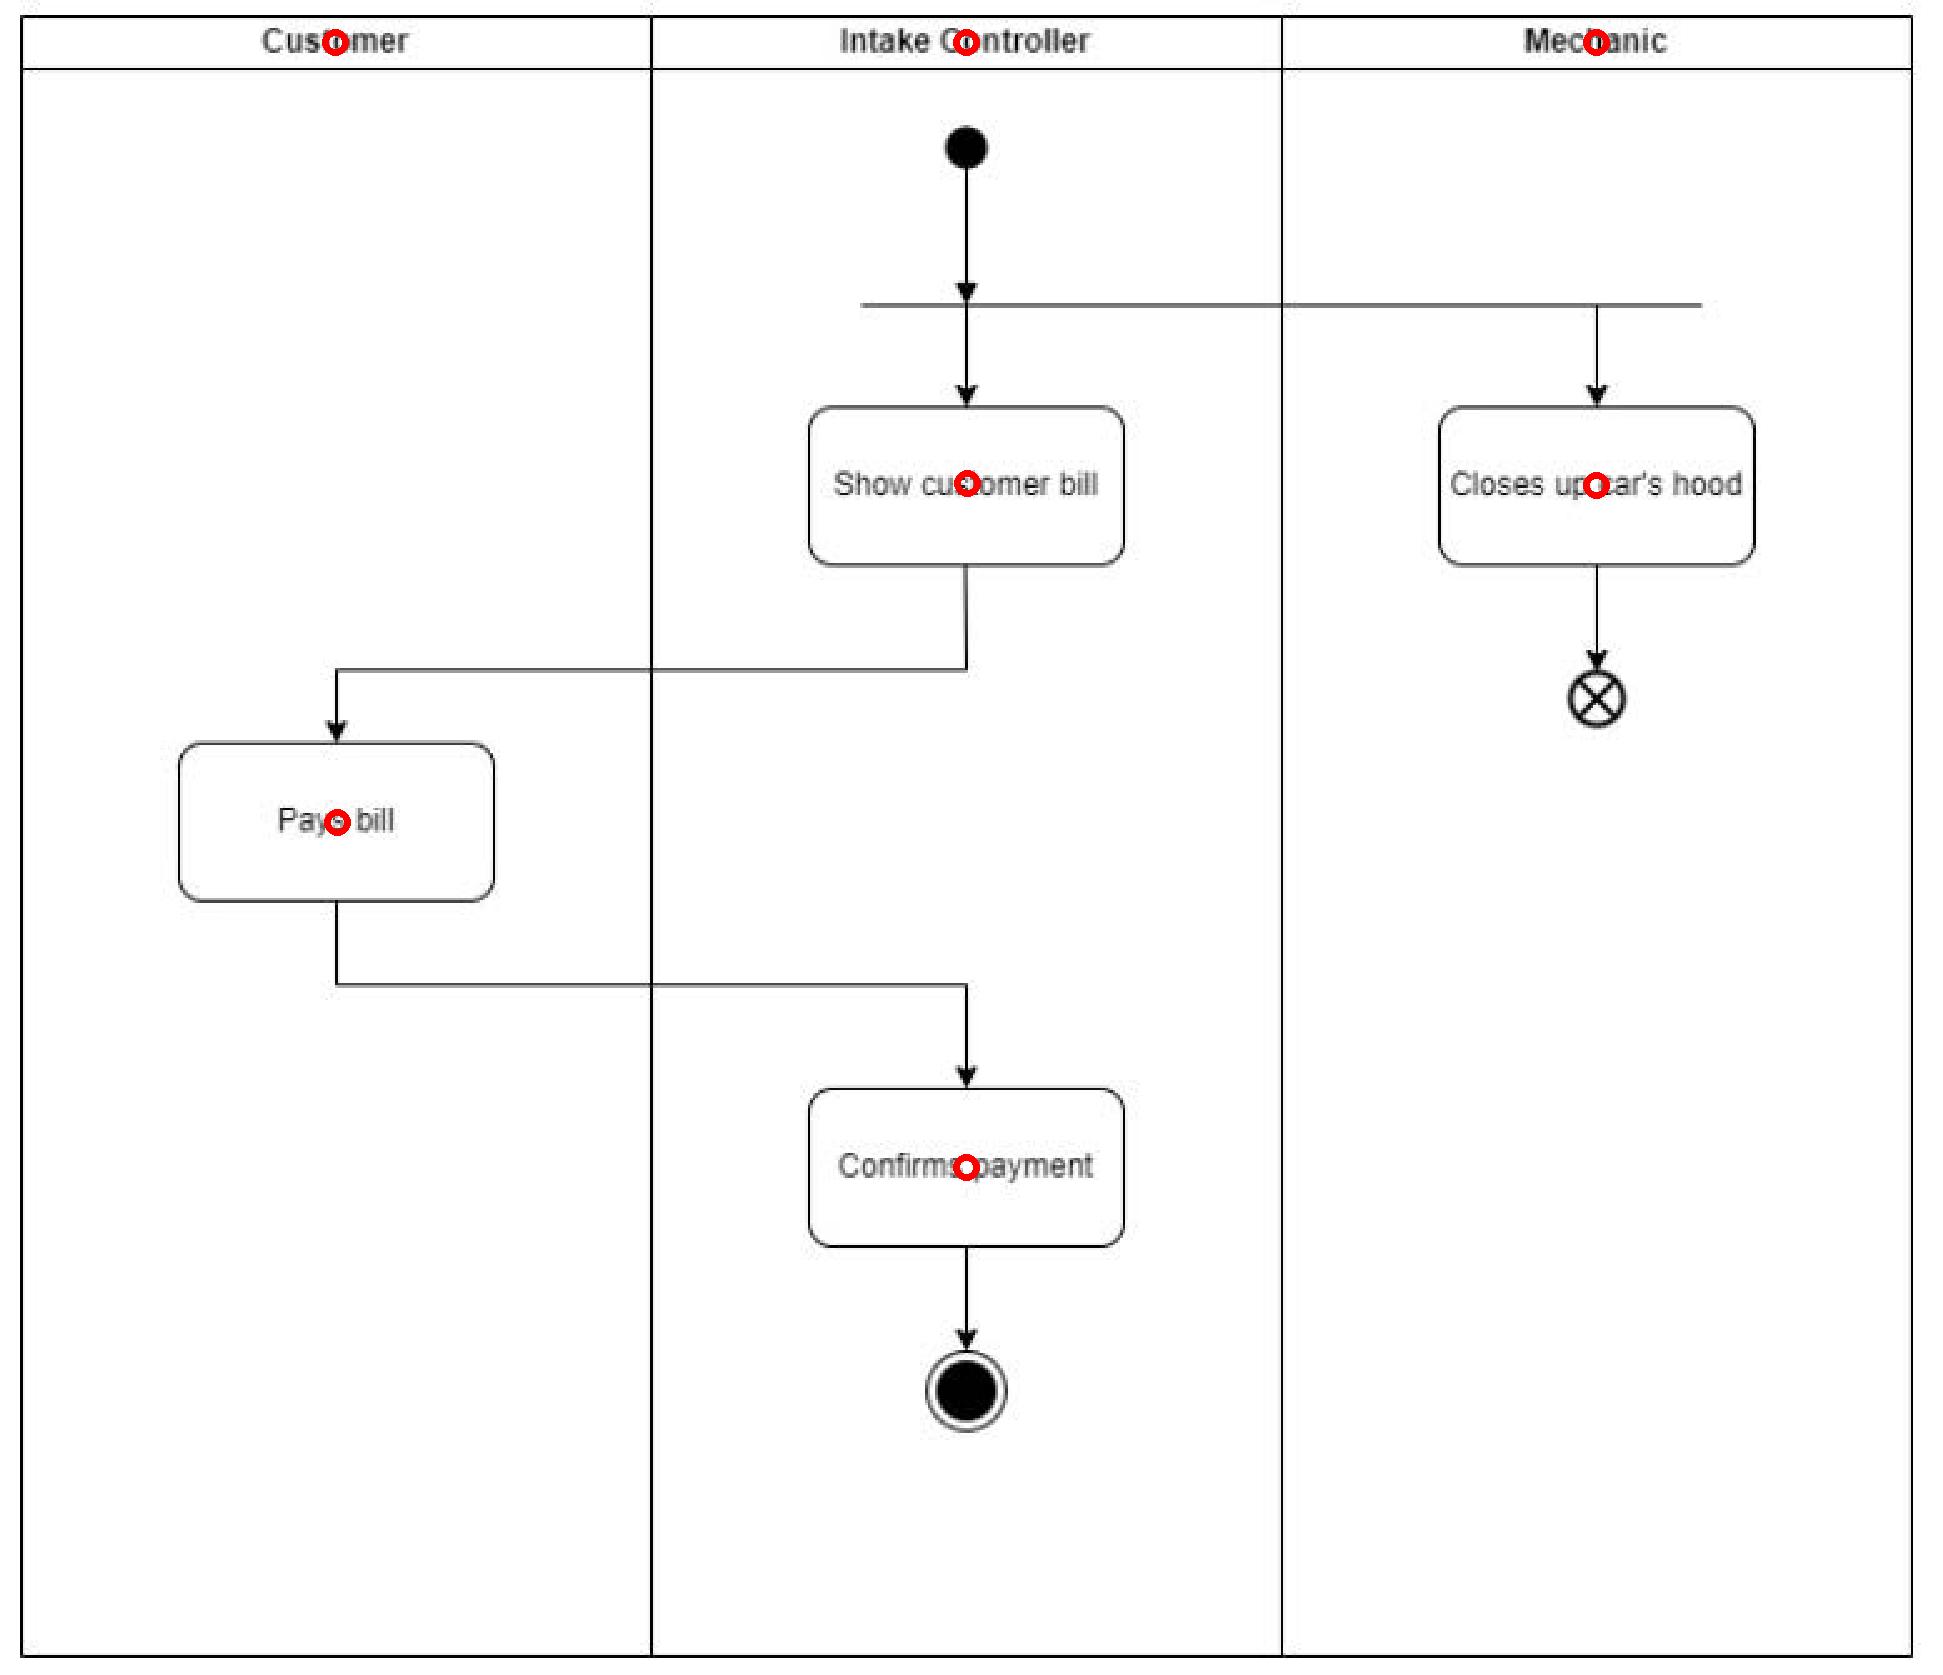 Customer
Intake Controller
Mechanic
Show customer bill
Closes up car's hood
Pays bill
Confirms payment